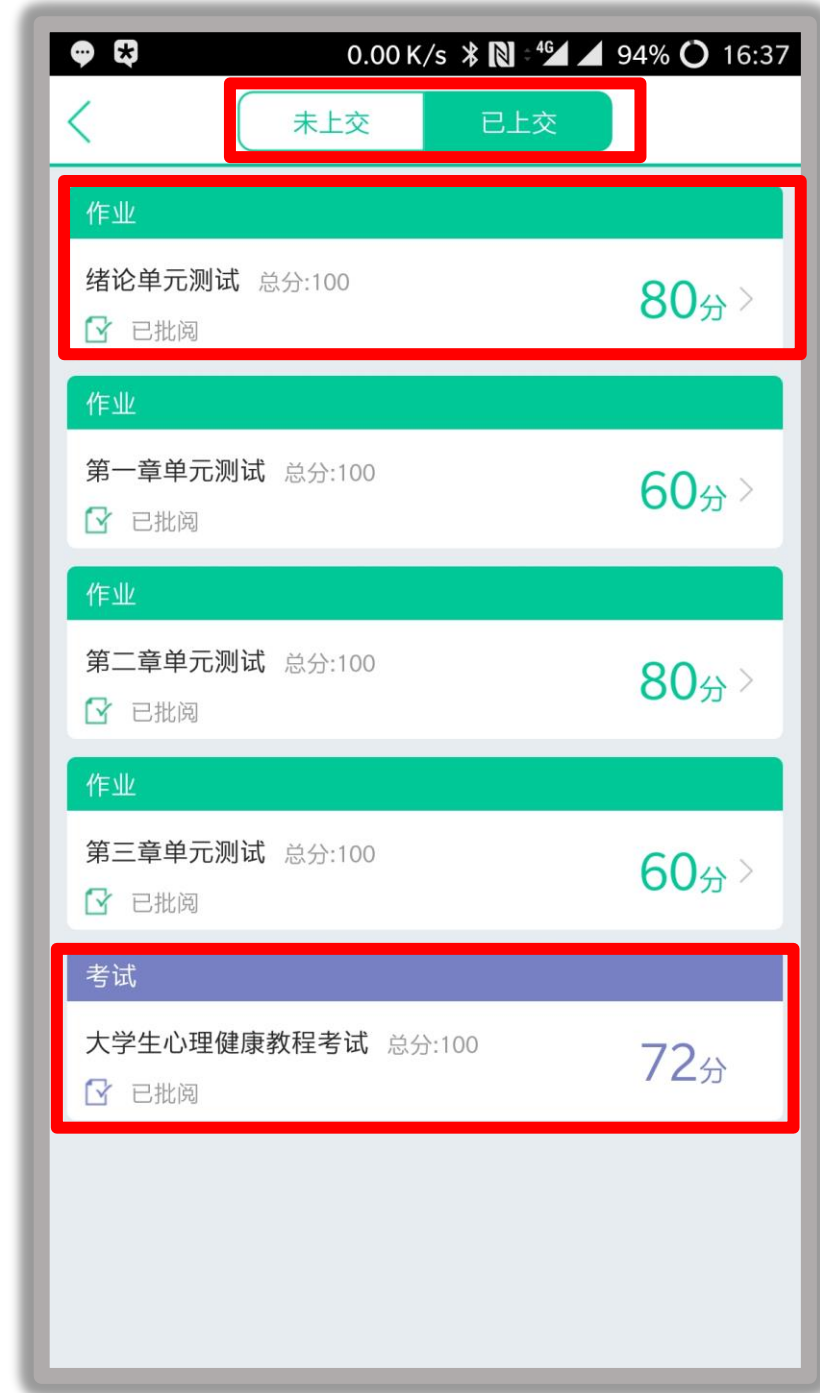 0.00 K/s 4G 94% 16:37
未上交 已上交
作业
绪论单元测试 总分:100
80分
已批阅
作业
第一章单元测试 总分:100
60分
已批阅
作业
第二章单元测试 总分:100
80分
已批阅
作业
第三章单元测试 总分:100
60分
已批阅
考试
大学生心理健康教程考试 总分:100
72分
已批阅